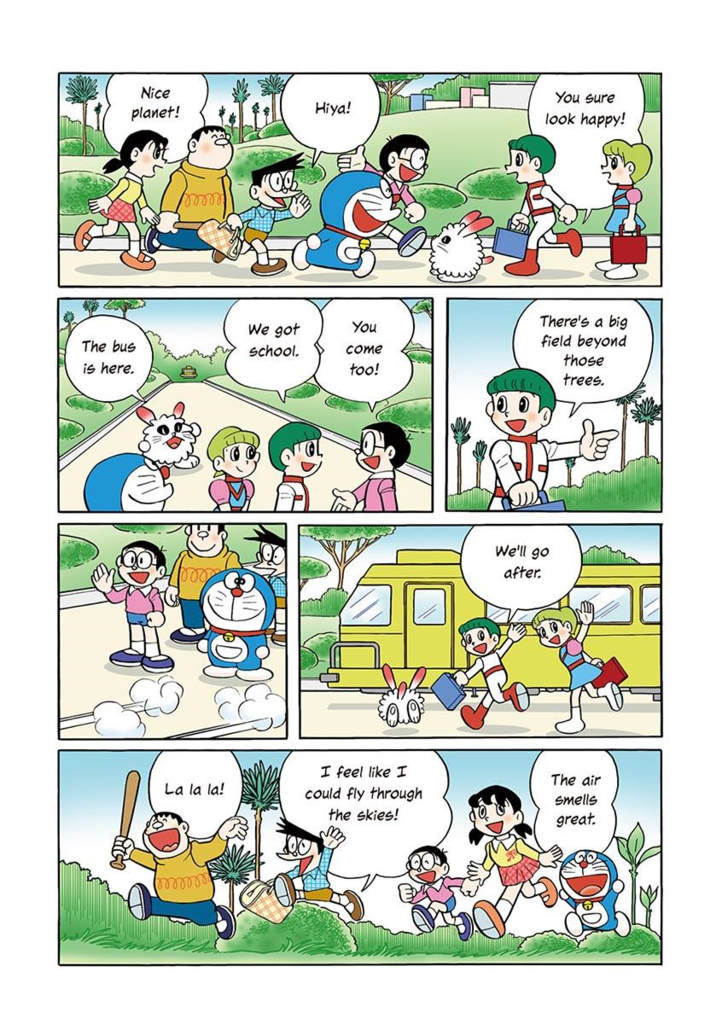 Nice
planet!
Hiya!
You sure
look happy!
The bus
is here.
We got
school.
You
come
too!
There's a big
field beyond
those
trees.
We'll go
after.
La la la!
I feel like I
could fly through
the skies!
The air
smells
great.